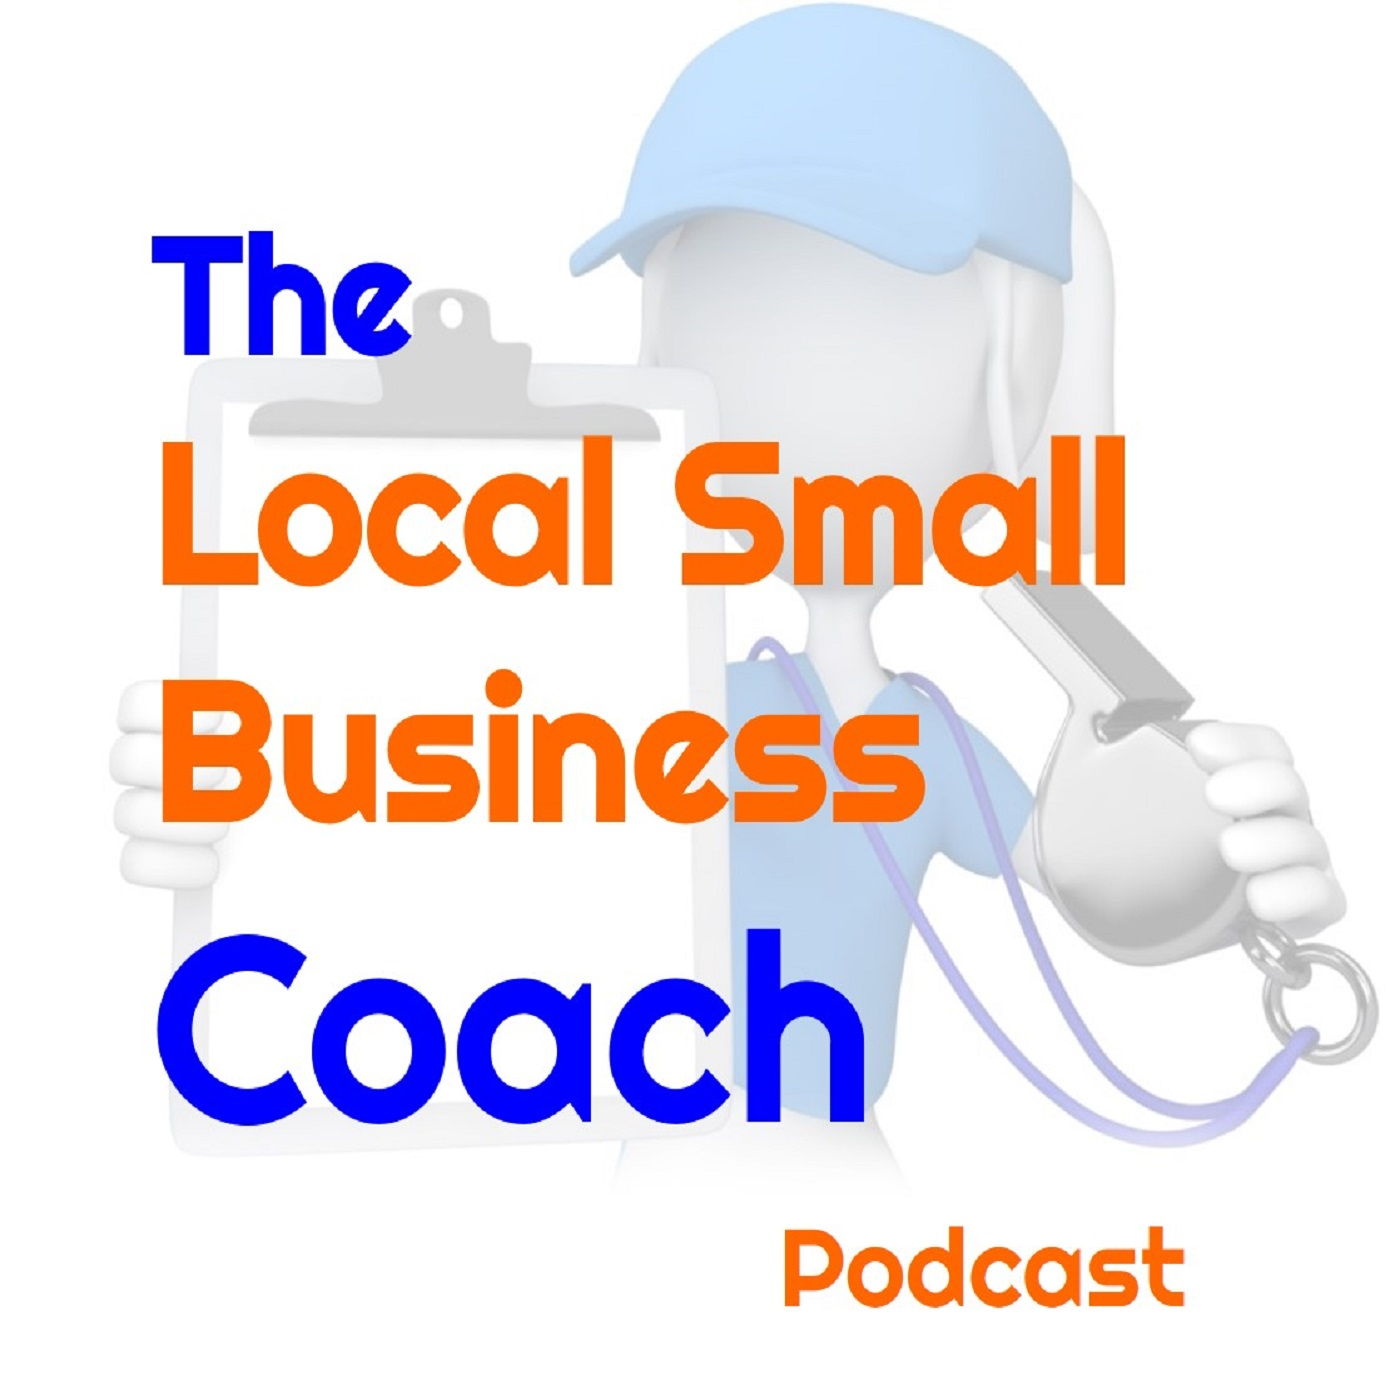 The
Local Small
Business
Coach
Podcast